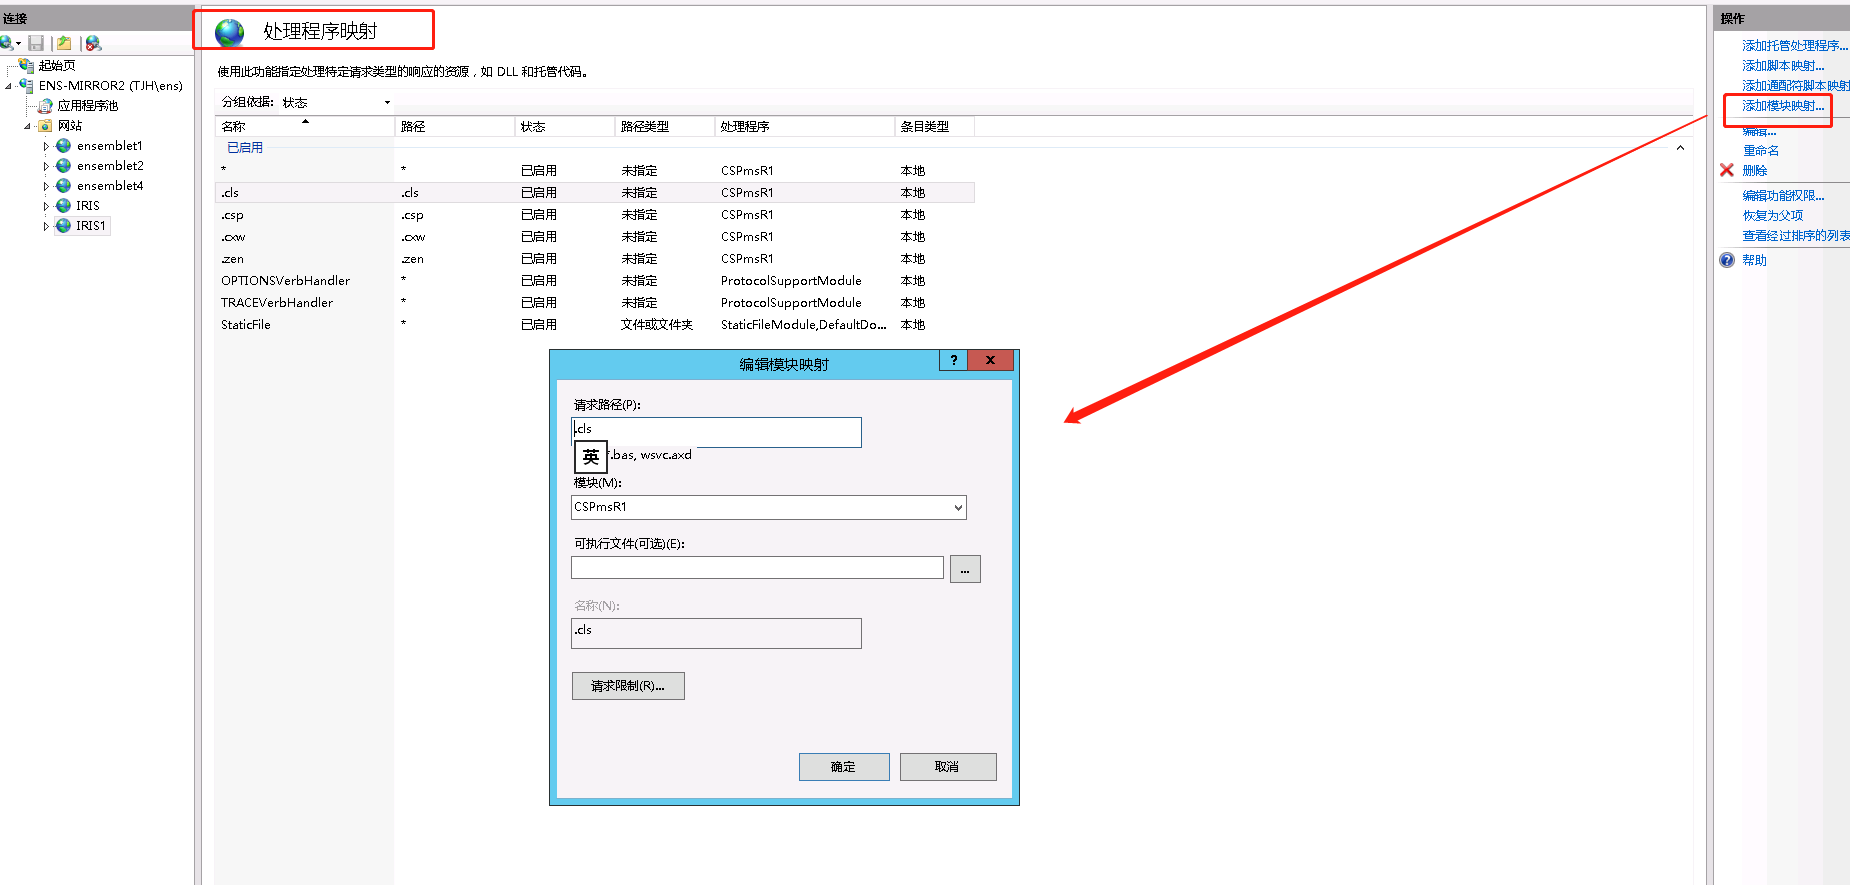 连接
起始页
ENS-MIRROR2 (TJH\ens)
应用程序池
网站
ensemblet1
ensemblet2
ensemblet4
IRIS
IRIS1
处理程序映射
使用此功能指定处理特定请求类型的响应的资源，如 DLL 和托管代码。
分组依据: 状态
名称 路径 状态 路径类型 处理程序 条目类型
已启用
* * 已启用 未指定 CSPmsR1 本地
.cls .cls 已启用 未指定 CSPmsR1 本地
.csp .csp 已启用 未指定 CSPmsR1 本地
.cxw .cxw 已启用 未指定 CSPmsR1 本地
.zen .zen 已启用 未指定 CSPmsR1 本地
OPTIONSVerbHandler * 已启用 未指定 ProtocolSupportModule 本地
TRACEVerbHandler * 已启用 未指定 ProtocolSupportModule 本地
StaticFile * 已启用 文件或文件夹 StaticFileModule,DefaultDo... 本地
编辑模块映射
? x
请求路径(P):
.cls
英 *.bas, wsvc.axd
模块(M):
CSPmsR1
可执行文件(可选)(E):
...
名称(N):
.cls
请求限制(R)...
确定 取消
操作
添加托管处理程序...
添加脚本映射...
添加通配符脚本映射
添加模块映射...
编辑...
重命名
删除
编辑功能权限...
恢复为父项
查看经过排序的列表
帮助